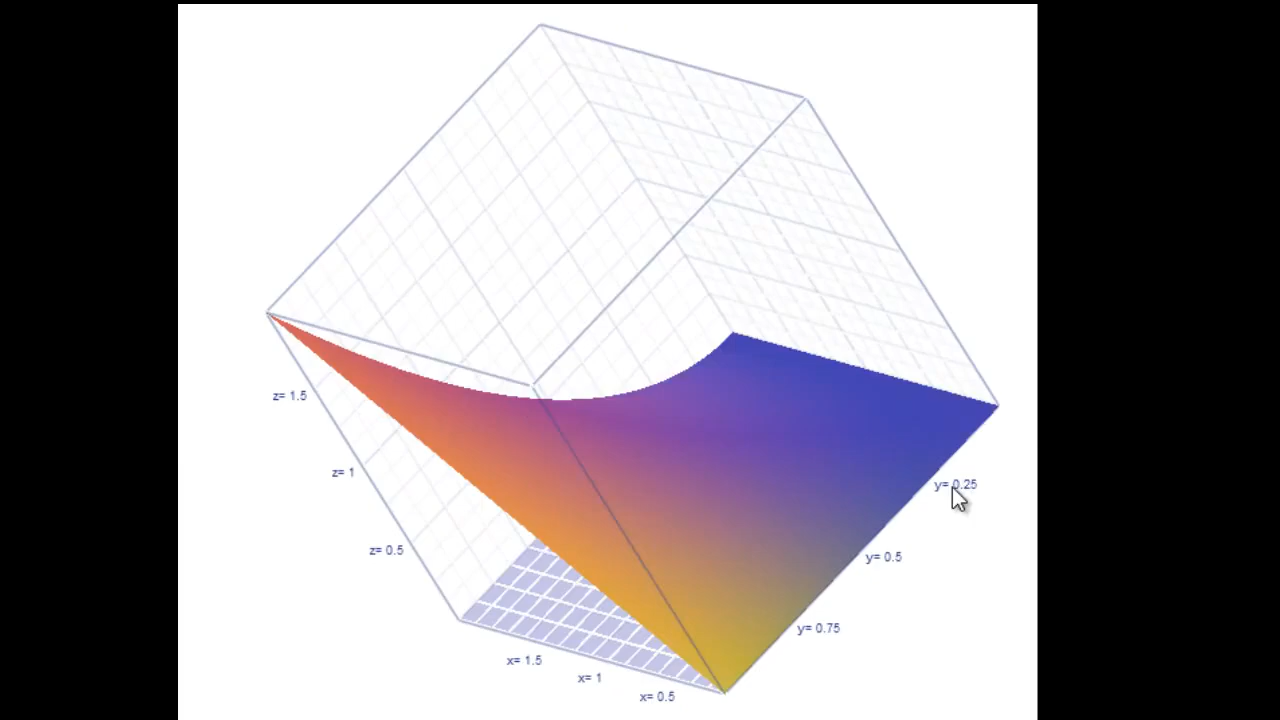 z= 1.5
z= 1
y= 0.25
z= 0.5
y= 0.5
y= 0.75
x= 1.5
x= 1
x= 0.5